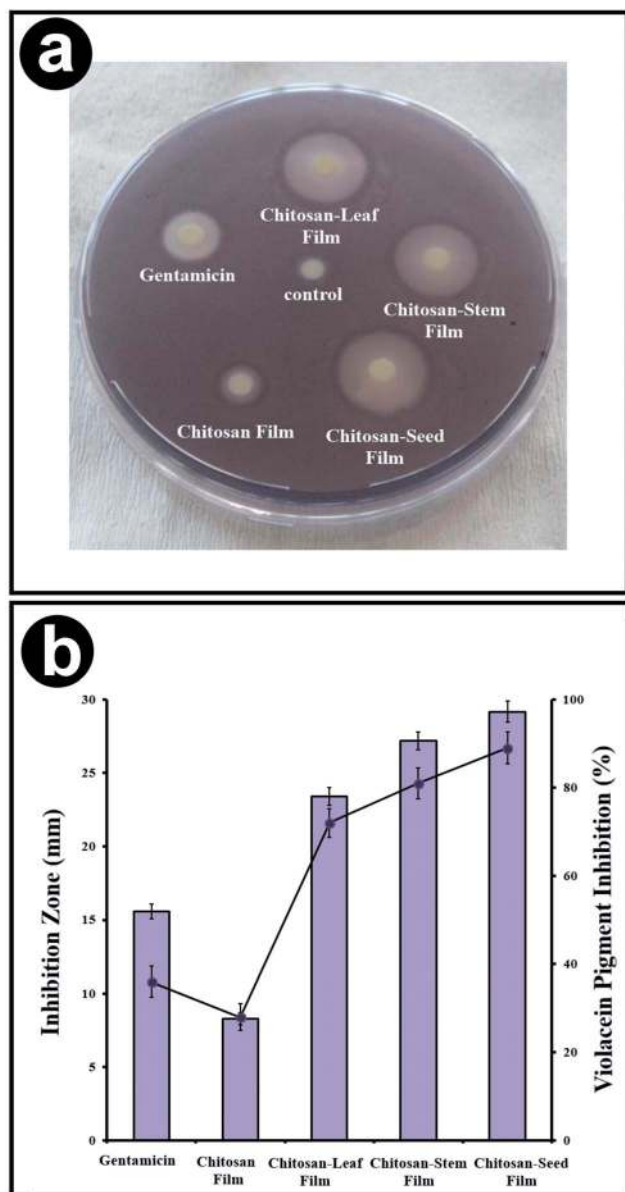 a
Chitosan-Leaf
Film
Gentamicin
control
Chitosan-Stem
Film
Chitosan Film
Chitosan-Seed
Film
b
30
25
20
15
10
5
0
Inhibition Zone (mm)
100
80
60
40
20
0
Violacein Pigment Inhibition (%)
Gentamicin
Chitosan
Film
Chitosan-Leaf
Film
Chitosan-Stem
Film
Chitosan-Seed
Film